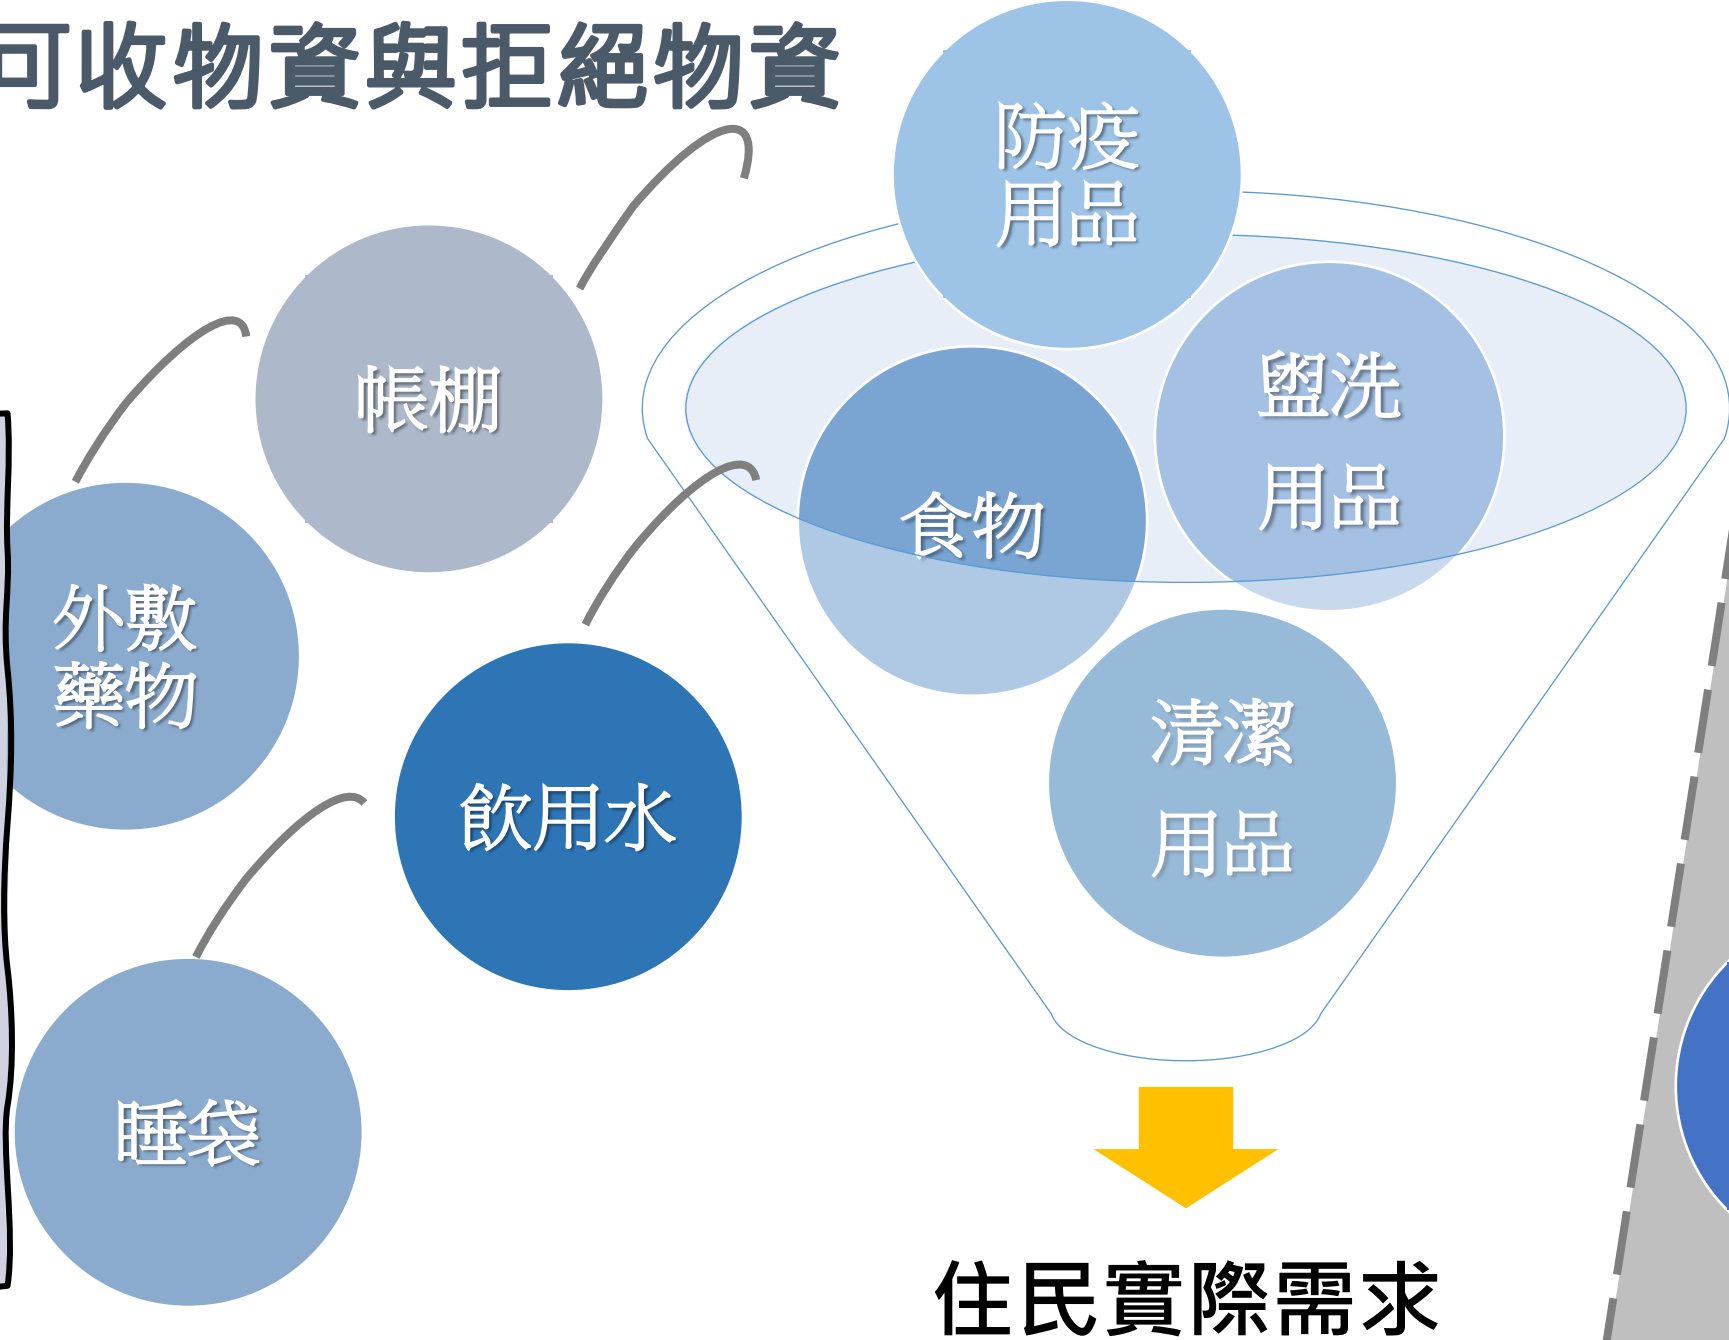 可收物資與拒絕物資
防疫
用品
帳棚
盥洗
用品
食物
外敷
藥物
清潔
用品
飲用水
睡袋
住民實際需求